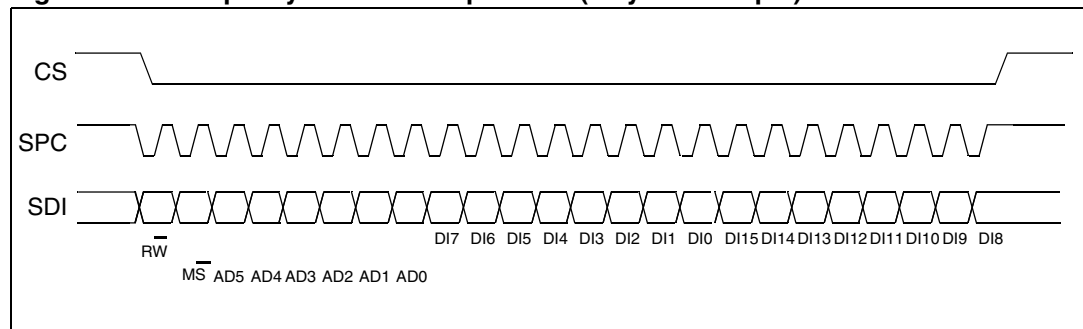 CS
SPC
SDI
DI7 DI6 DI5 DI4 DI3 DI2 DI1 DI0 DI15 DI14 DI13 DI12 DI11 DI10 DI9 DI8
RW
MS AD5 AD4 AD3 AD2 AD1 AD0